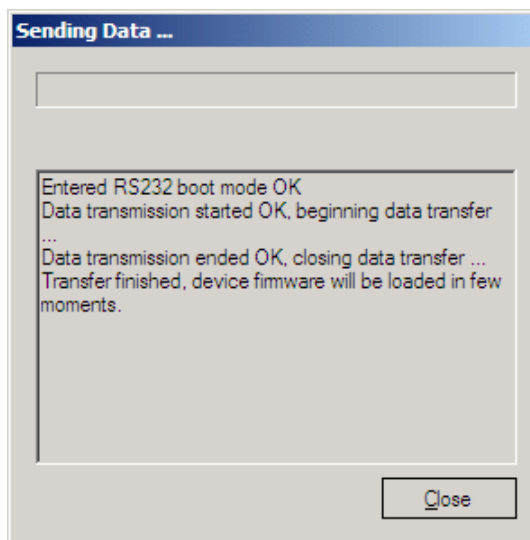 Sending Data ...
Entered RS232 boot mode OK
Data transmission started OK, beginning data transfer
...
Data transmission ended OK, closing data transfer ...
Transfer finished, device firmware will be loaded in few
moments.
Close